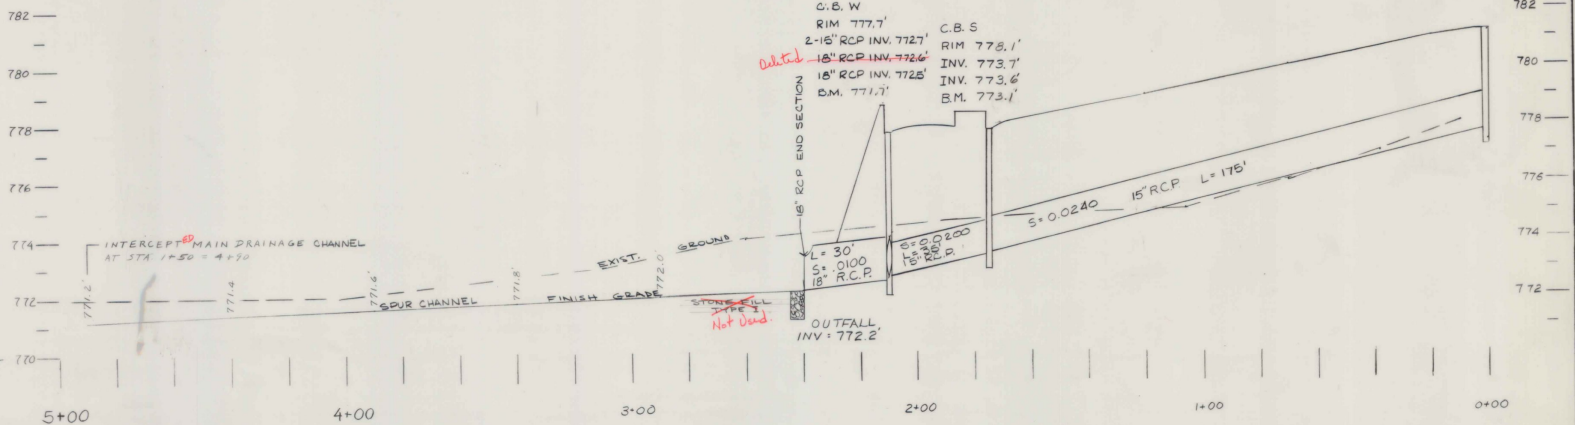 782
780
778
776
774
772
770
C.B. W
RIM 777.7'
2-15" RCP INV. 772.7'
Deleted 18" RCP INV. 772.6'
18" RCP INV. 772.5'
B.M. 771.7'
C.B. S
RIM 778.1'
INV. 773.7'
INV. 773.6'
B.M. 773.1'
782
780
778
776
774
772
18" RCP END SECTION
INTERCEPTED MAIN DRAINAGE CHANNEL
AT STA 1+50 = 4+90
771.2'
771.4
771.6'
771.8'
772.0
EXIST. GROUND
SPUR CHANNEL FINISH GRADE
STONE FILL
TYPE I
Not Used.
L = 30'
S = .0100
18" R.C.P.
S = 0.0200
L = 35'
15" R.C.P.
S = 0.0240 15" R.C.P. L = 175'
OUTFALL
INV = 772.2'
5+00
4+00
3+00
2+00
1+00
0+00